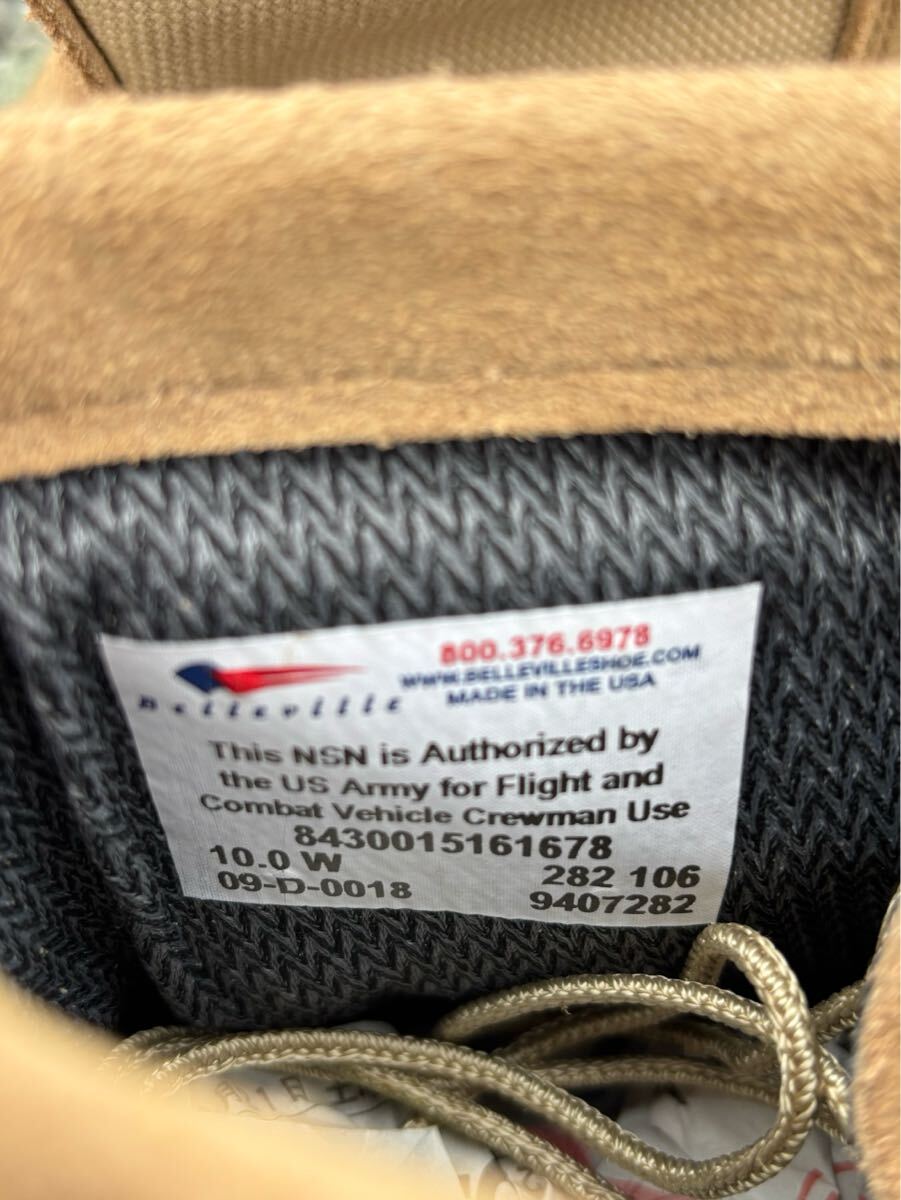 800.376.6978
WWW.BELLEVILLESHOE.COM
Belleville
MADE IN THE USA
This NSN is Authorized by
the US Army for Flight and
Combat Vehicle Crewman Use
8430015161678
10.0 W
282 106
09-D-0018
9407282